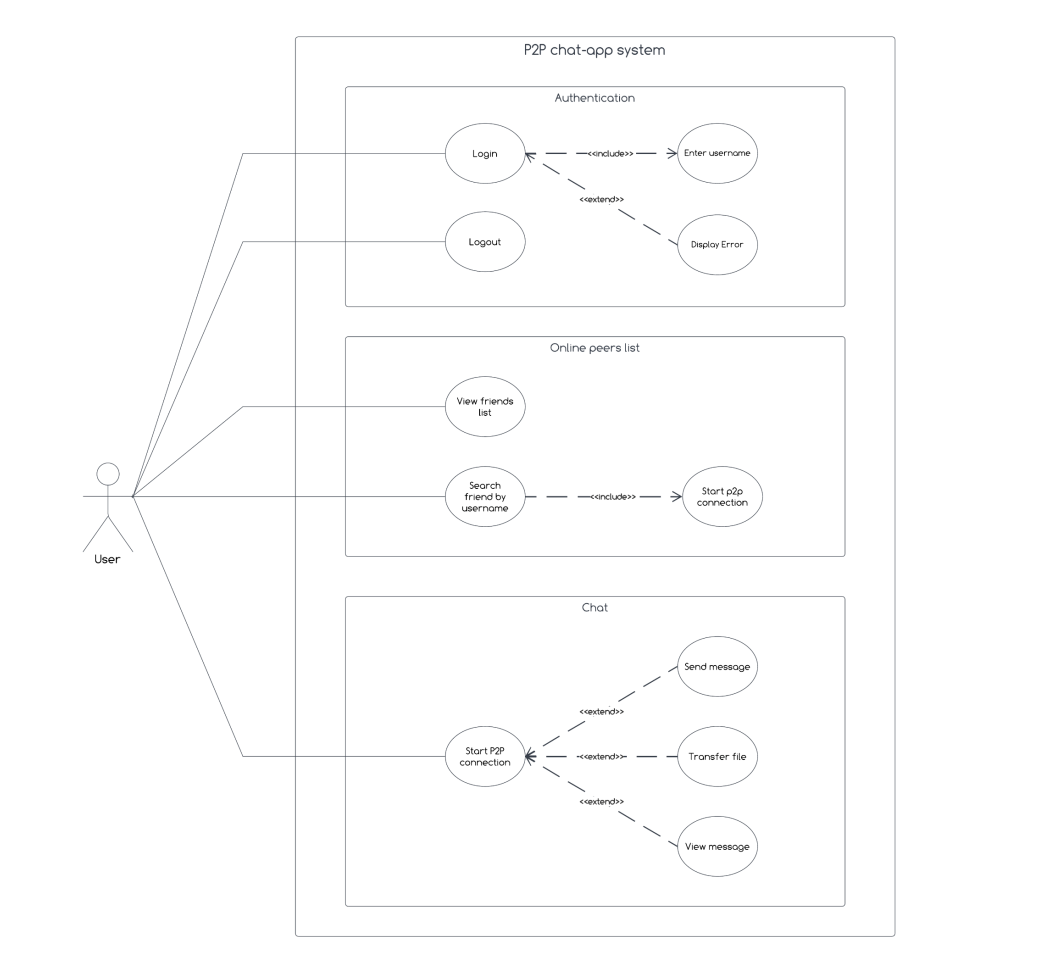 P2P chat-app system
Authentication
Login
<<include>>
Enter username
<<extend>>
Logout
Display Error
Online peers list
View friends
list
Search
friend by
username
<<include>>
Start p2p
connection
User
Chat
Send message
<<extend>>
Start P2P
connection
<<extend>>
Transfer file
<<extend>>
View message